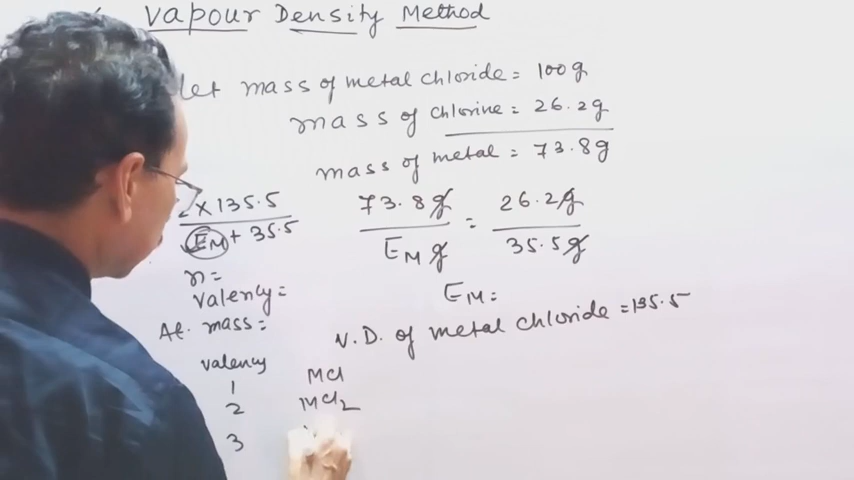 Vapour Density Method
let mass of metal chloride = 100g
mass of chlorine = 26.2g
mass of metal = 73.8g
2 × 135.5
EM + 35.5
73.8g = 26.2g
EM g 35.5g
n =
valency =
EM =
At. mass =
V.D. of metal chloride = 135.5
valency
1 MCl
2 MCl2
3